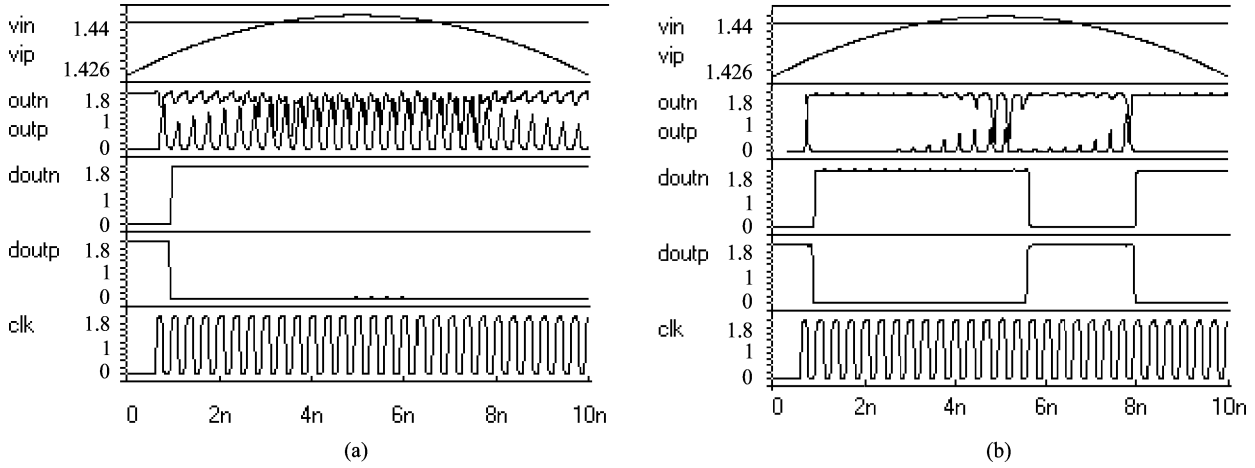 vin 1.44
vip
1.426
outn 1.8
outp 1
0
doutn 1.8
1
0
doutp 1.8
1
0
clk 1.8
1
0
0 2n 4n 6n 8n 10n
(a)
vin 1.44
vip
1.426
outn 1.8
outp 1
0
doutn 1.8
1
0
doutp 1.8
1
0
clk 1.8
1
0
0 2n 4n 6n 8n 10n
(b)